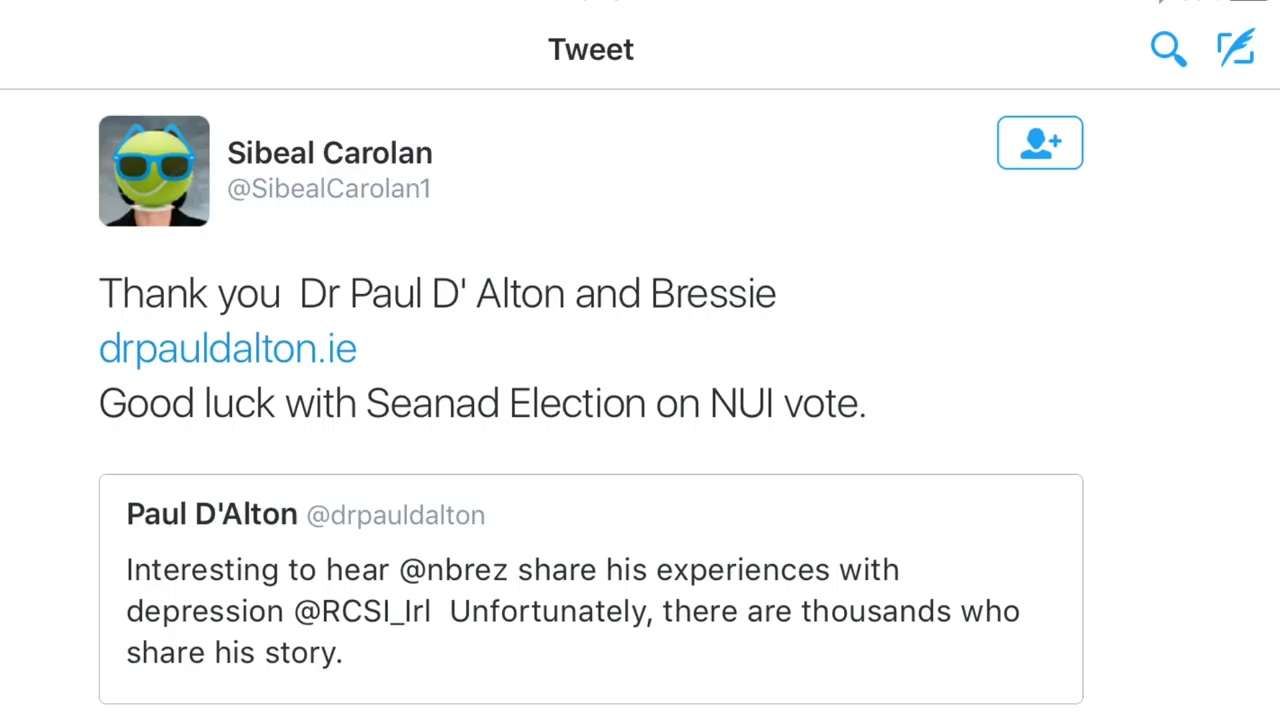 Tweet
Sibeal Carolan
@SibealCarolan1
Thank you  Dr Paul D' Alton and Bressie
drpauldalton.ie
Good luck with Seanad Election on NUI vote.
Paul D'Alton @drpauldalton
Interesting to hear @nbrez share his experiences with
depression @RCSI_Irl  Unfortunately, there are thousands who
share his story.